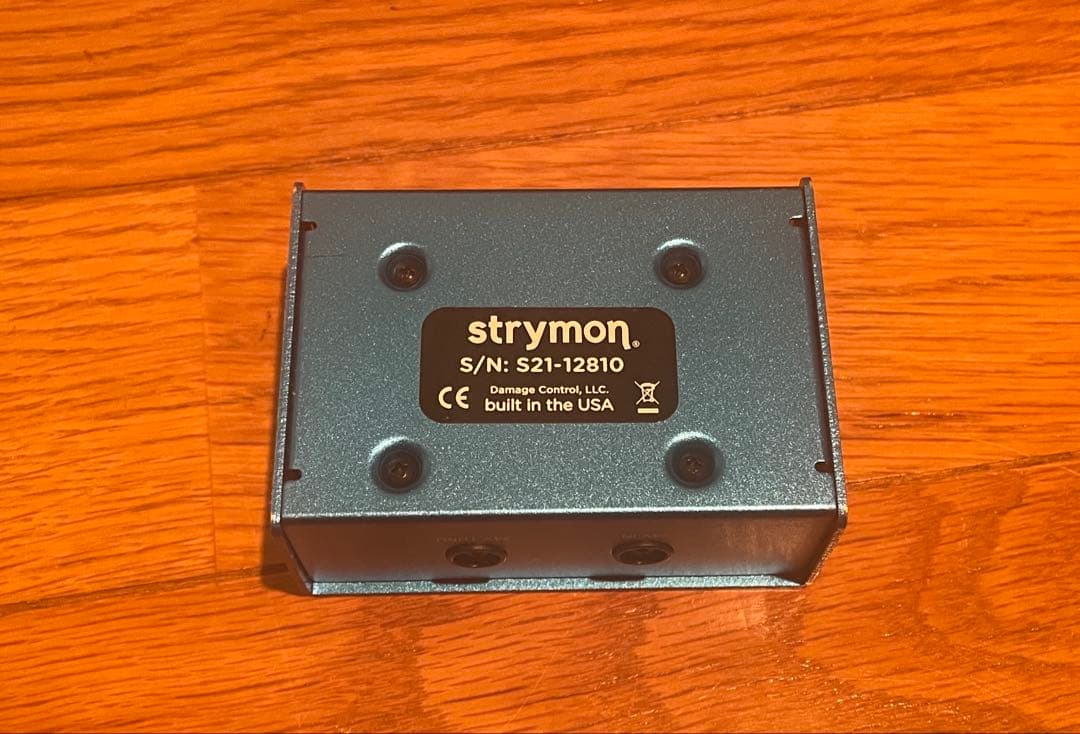 strymon®
S/N: S21-12810
CE
Damage Control, LLC.
built in the USA